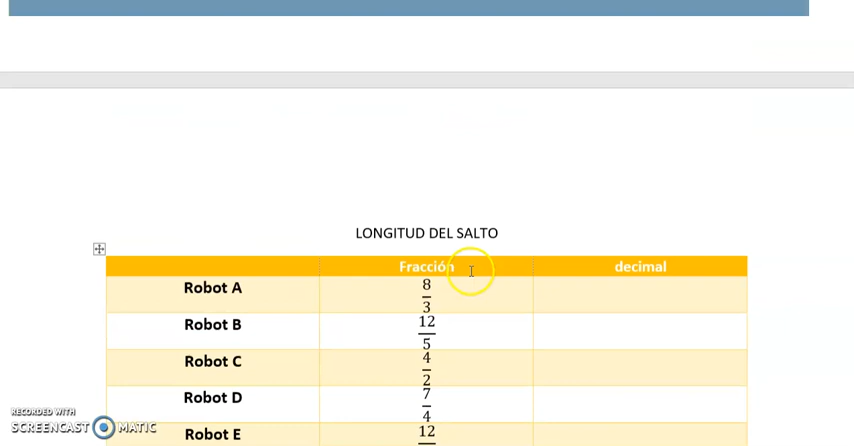 LONGITUD DEL SALTO
Fracción decimal
Robot A 8/3
Robot B 12/5
Robot C 4/2
Robot D 7/4
Robot E 12
RECORDED WITH
SCREENCAST MATIC